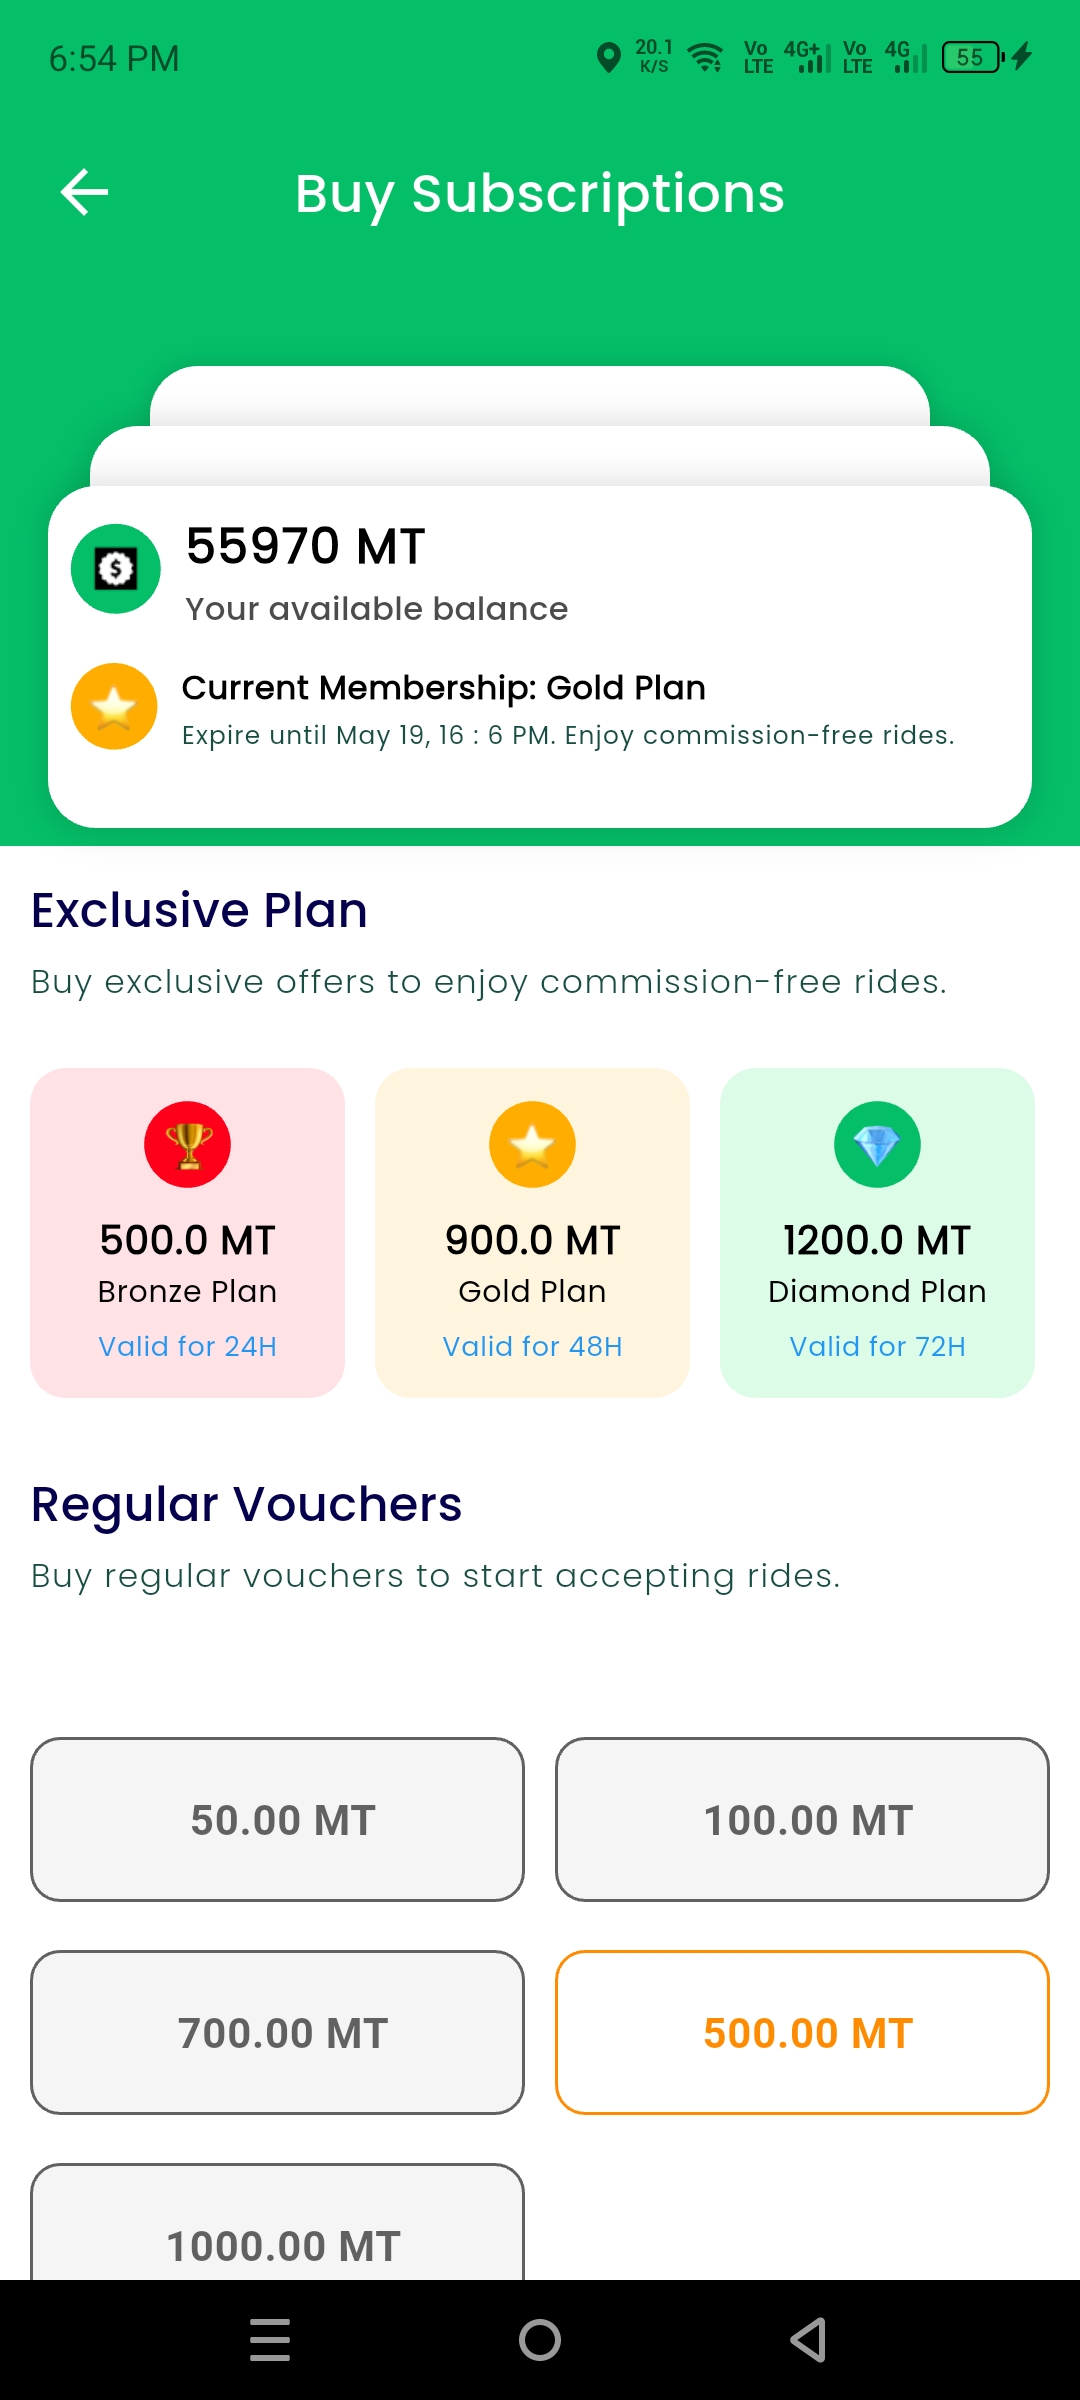 6:54 PM
20.1 K/S
Vo LTE 4G+ Vo LTE 4G 55
Buy Subscriptions
55970 MT
Your available balance
Current Membership: Gold Plan
Expire until May 19, 16 : 6 PM. Enjoy commission-free rides.
Exclusive Plan
Buy exclusive offers to enjoy commission-free rides.
500.0 MT
Bronze Plan
Valid for 24H
900.0 MT
Gold Plan
Valid for 48H
1200.0 MT
Diamond Plan
Valid for 72H
Regular Vouchers
Buy regular vouchers to start accepting rides.
50.00 MT
100.00 MT
700.00 MT
500.00 MT
1000.00 MT